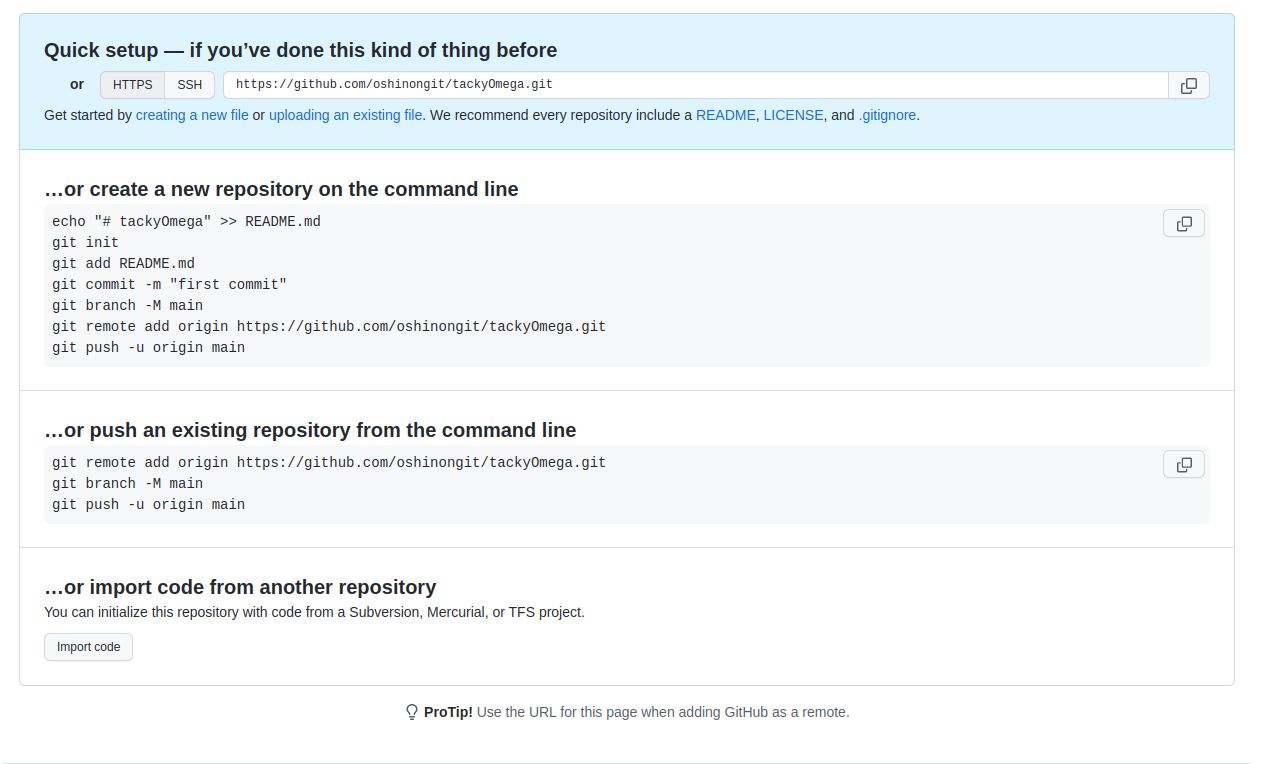 Quick setup — if you’ve done this kind of thing before
or HTTPS SSH https://github.com/oshinongit/tackyOmega.git
Get started by creating a new file or uploading an existing file. We recommend every repository include a README, LICENSE, and .gitignore.
…or create a new repository on the command line
echo "# tackyOmega" >> README.md
git init
git add README.md
git commit -m "first commit"
git branch -M main
git remote add origin https://github.com/oshinongit/tackyOmega.git
git push -u origin main
…or push an existing repository from the command line
git remote add origin https://github.com/oshinongit/tackyOmega.git
git branch -M main
git push -u origin main
…or import code from another repository
You can initialize this repository with code from a Subversion, Mercurial, or TFS project.
Import code
ProTip! Use the URL for this page when adding GitHub as a remote.